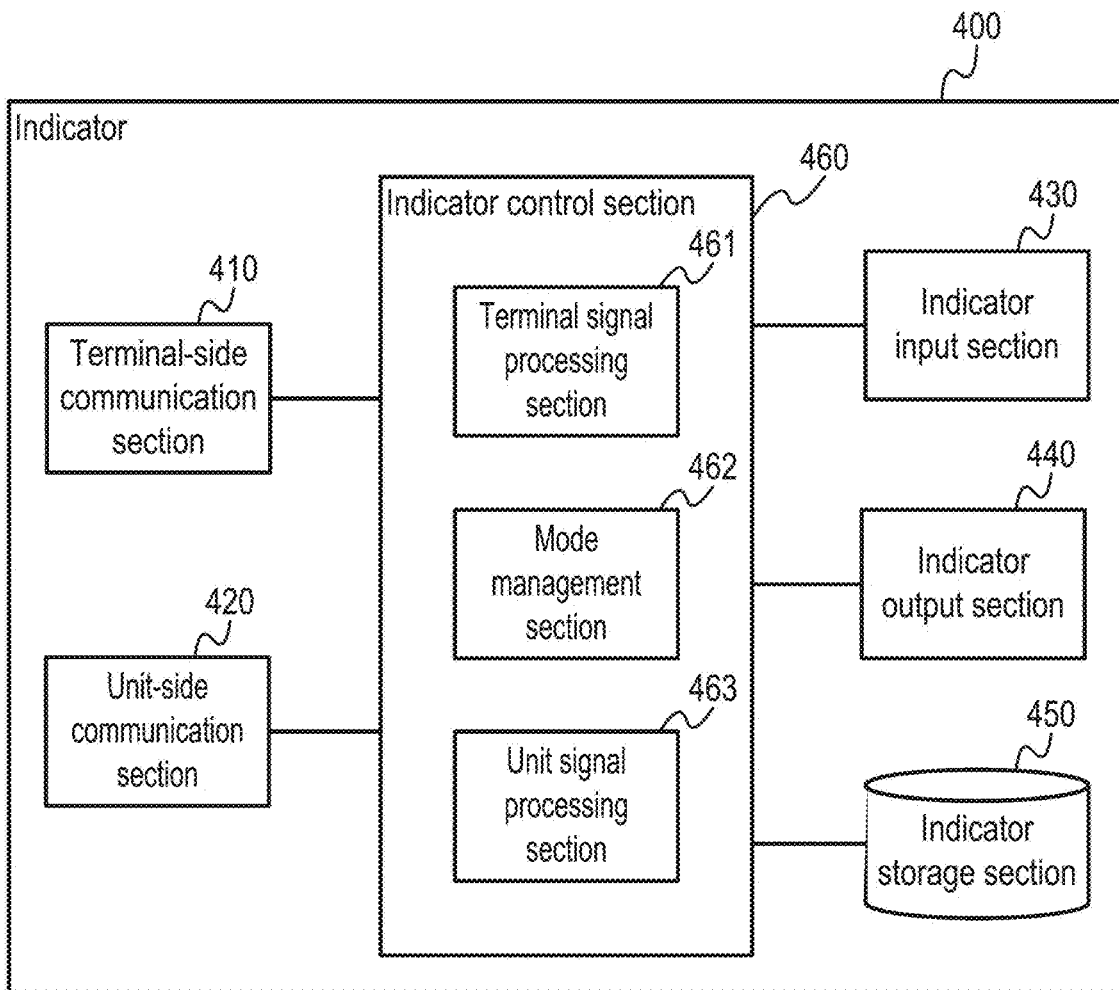 400
Indicator
460
Indicator control section
430
Indicator
input section
461
Terminal signal
processing
section
410
Terminal-side
communication
section
462
Mode
management
section
440
Indicator
output section
420
Unit-side
communication
section
463
Unit signal
processing
section
450
Indicator
storage section